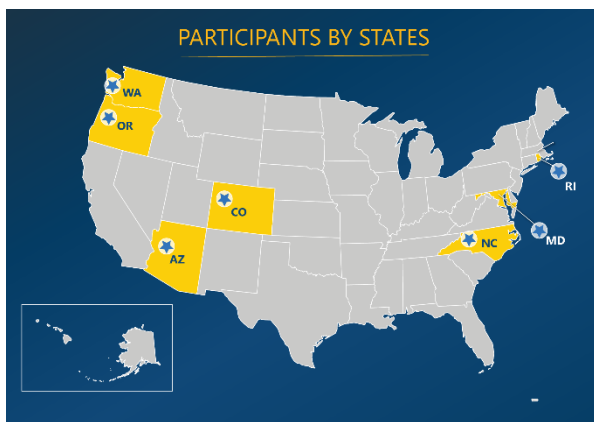 PARTICIPANTS BY STATES
WA
OR
CO
AZ
NC
RI
MD